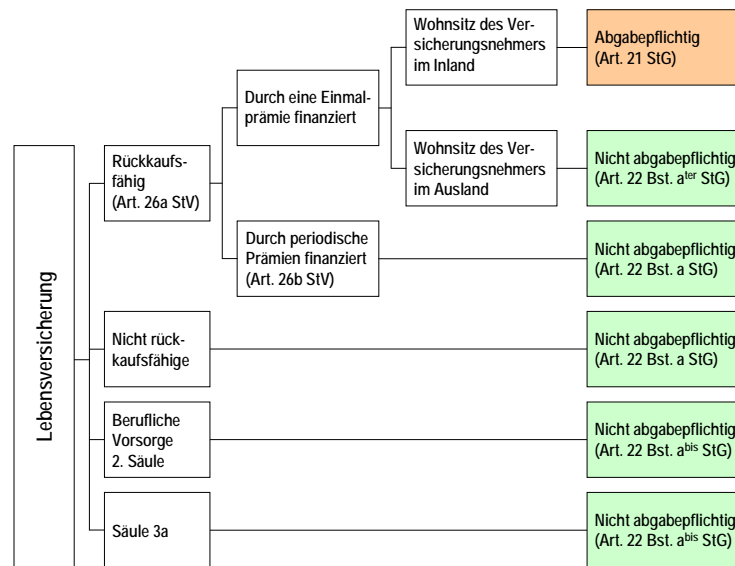 Wohnsitz des Ver-
sicherungsnehmers
im Inland
Abgabepflichtig
(Art. 21 StG)
Durch eine Einmal-
prämie finanziert
Wohnsitz des Ver-
sicherungsnehmers
im Ausland
Nicht abgabepflichtig
(Art. 22 Bst. a^ter StG)
Rückkaufs-
fähig
(Art. 26a StV)
Durch periodische
Prämien finanziert
(Art. 26b StV)
Nicht abgabepflichtig
(Art. 22 Bst. a StG)
Lebensversicherung
Nicht rück-
kaufsfähige
Nicht abgabepflichtig
(Art. 22 Bst. a StG)
Berufliche
Vorsorge
2. Säule
Nicht abgabepflichtig
(Art. 22 Bst. a^bis StG)
Säule 3a
Nicht abgabepflichtig
(Art. 22 Bst. a^bis StG)